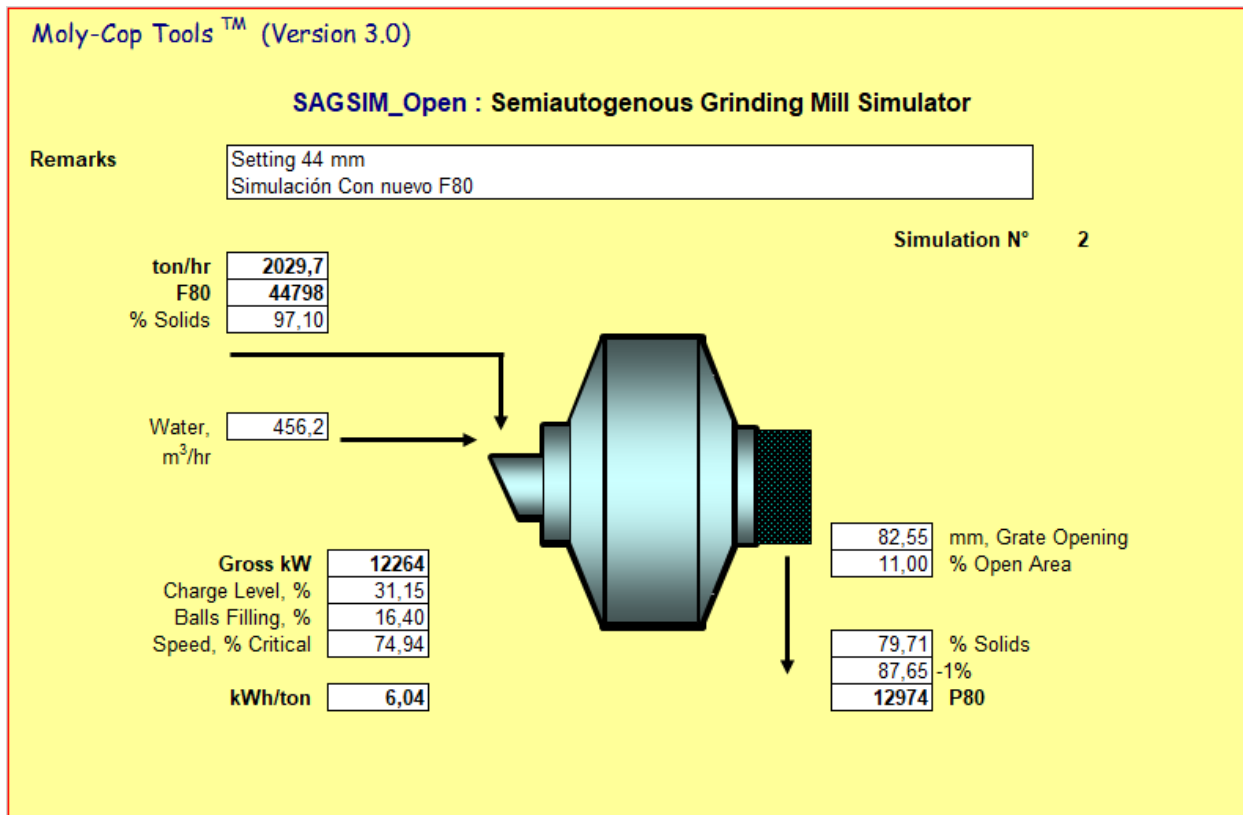 Moly-Cop Tools TM (Version 3.0)
SAGSIM_Open : Semiautogenous Grinding Mill Simulator
Remarks
Setting 44 mm
Simulación Con nuevo F80
Simulation N° 2
ton/hr 2029,7
F80 44798
% Solids 97,10
Water, 456,2
m3/hr
82,55 mm, Grate Opening
11,00 % Open Area
Gross kW 12264
Charge Level, % 31,15
Balls Filling, % 16,40
Speed, % Critical 74,94
79,71 % Solids
87,65 -1%
kWh/ton 6,04
12974 P80